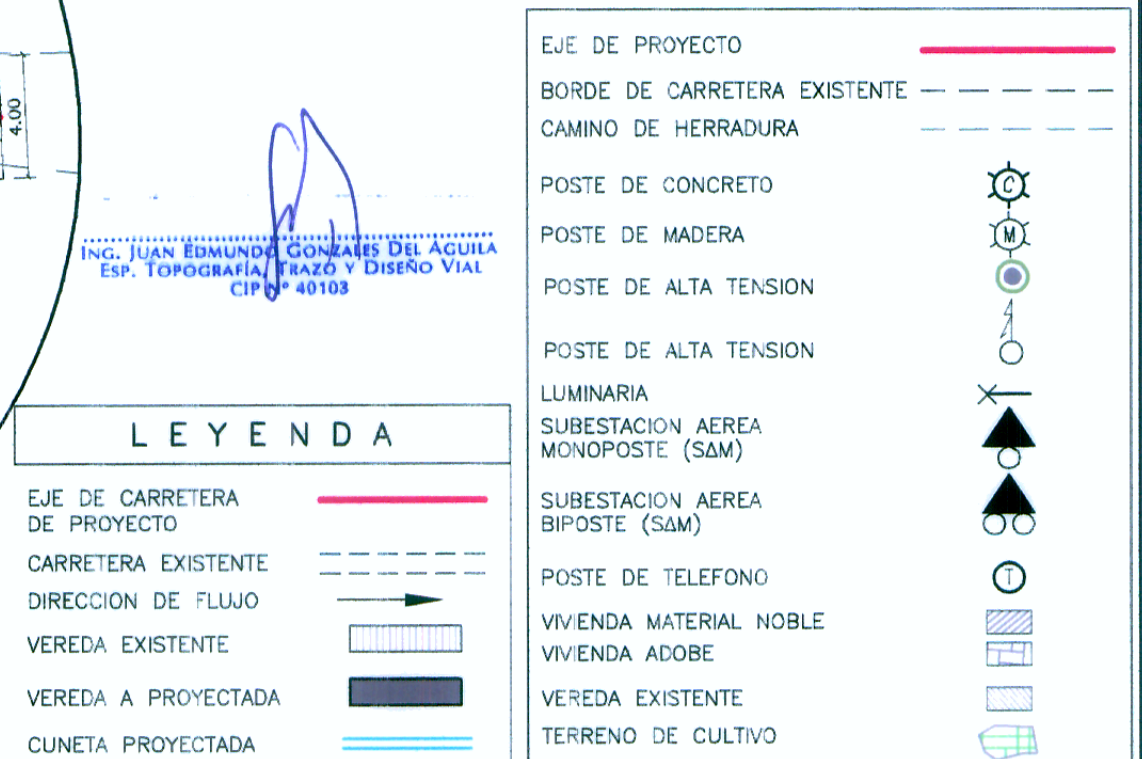 4.00
ING. JUAN EDMUNDO GONZALES DEL AGUILA
ESP. TOPOGRAFÍA, TRAZO Y DISEÑO VIAL
CIP Nº 40103
LEYENDA
EJE DE CARRETERA
DE PROYECTO
CARRETERA EXISTENTE
DIRECCION DE FLUJO
VEREDA EXISTENTE
VEREDA A PROYECTADA
CUNETA PROYECTADA
EJE DE PROYECTO
BORDE DE CARRETERA EXISTENTE
CAMINO DE HERRADURA
POSTE DE CONCRETO
C
POSTE DE MADERA
M
POSTE DE ALTA TENSION
POSTE DE ALTA TENSION
LUMINARIA
SUBESTACION AEREA
MONOPOSTE (SΔM)
SUBESTACION AEREA
BIPOSTE (SΔM)
POSTE DE TELEFONO
T
VIVIENDA MATERIAL NOBLE
VIVIENDA ADOBE
VEREDA EXISTENTE
TERRENO DE CULTIVO